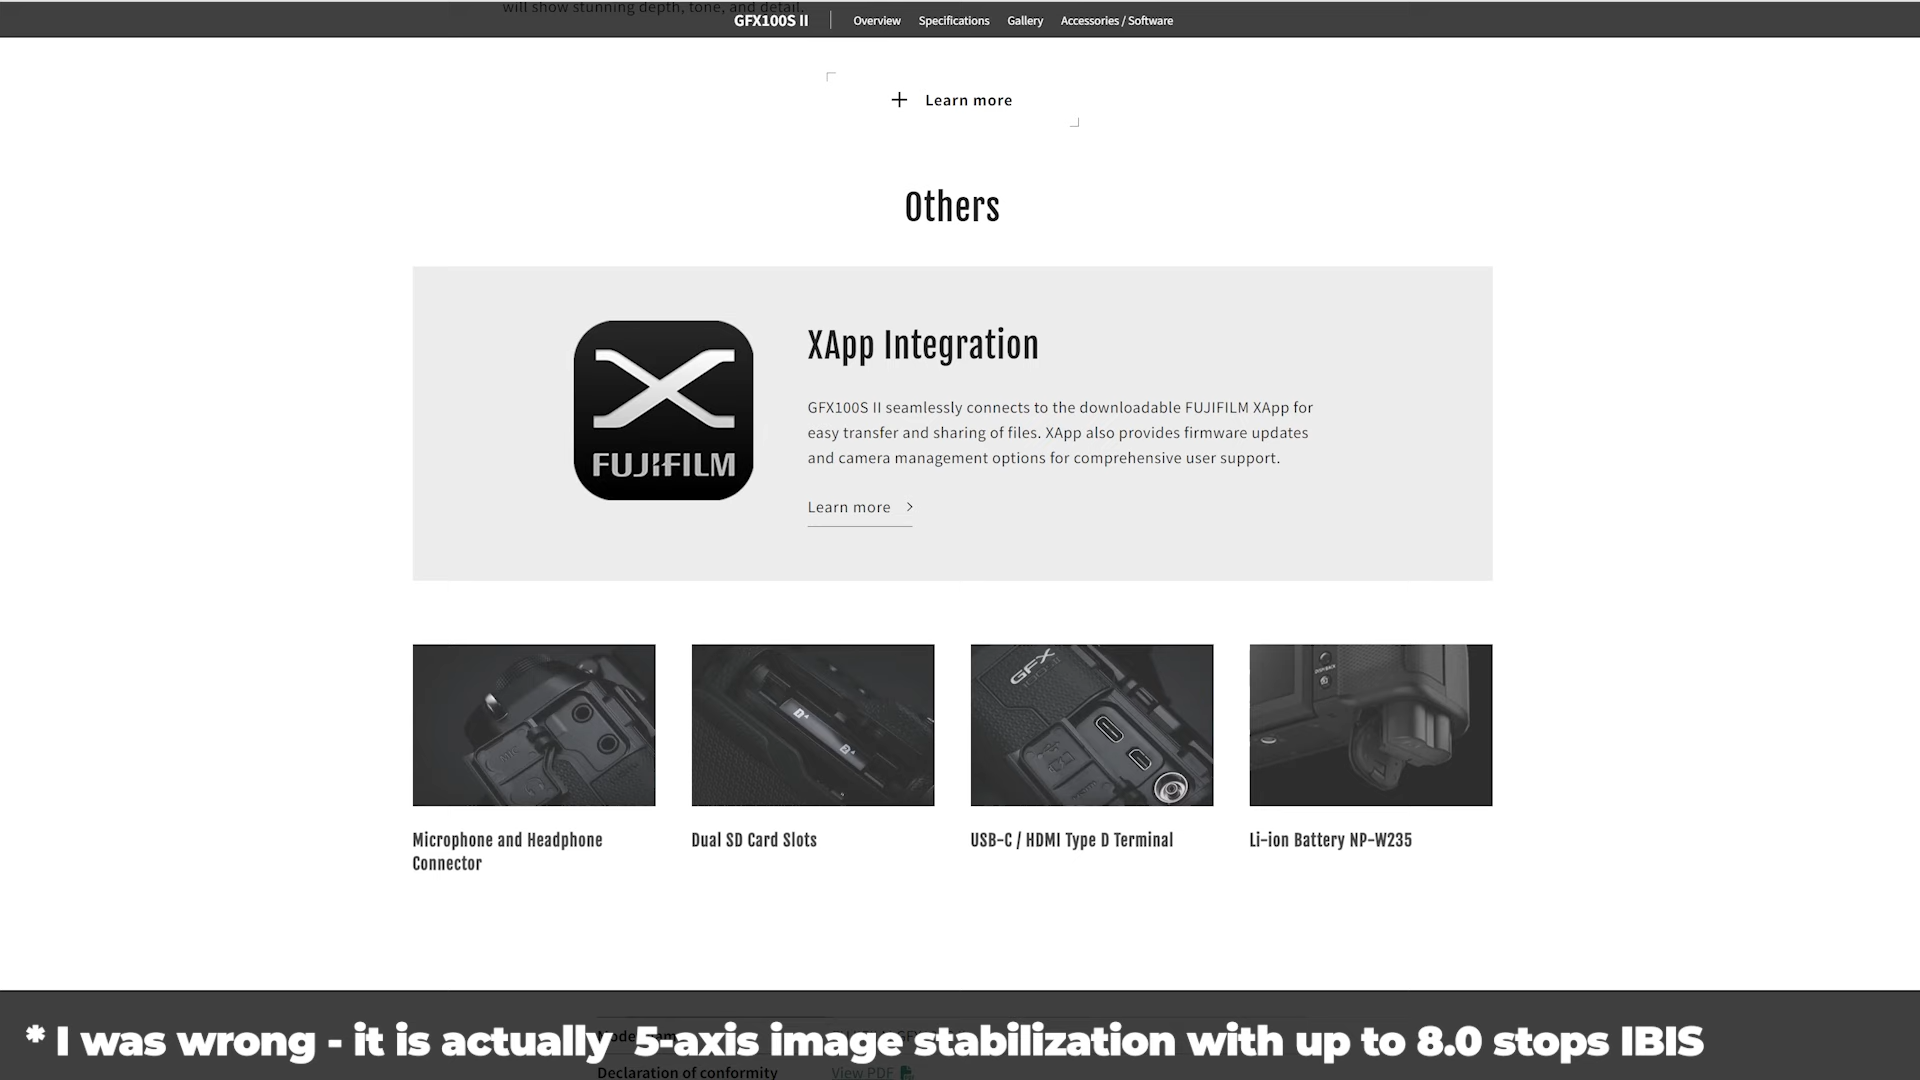 will show stunning depth, tone, and detail.
GFX100S II
Overview
Specifications
Gallery
Accessories / Software
+ Learn more
Others
FUJIFILM
XApp Integration
GFX100S II seamlessly connects to the downloadable FUJIFILM XApp for
easy transfer and sharing of files. XApp also provides firmware updates
and camera management options for comprehensive user support.
Learn more >
MIC
GFX
Microphone and Headphone
Connector
Dual SD Card Slots
USB-C / HDMI Type D Terminal
Li-ion Battery NP-W235
* I was wrong - it is actually 5-axis image stabilization with up to 8.0 stops IBIS
Declaration of conformity
View PDF